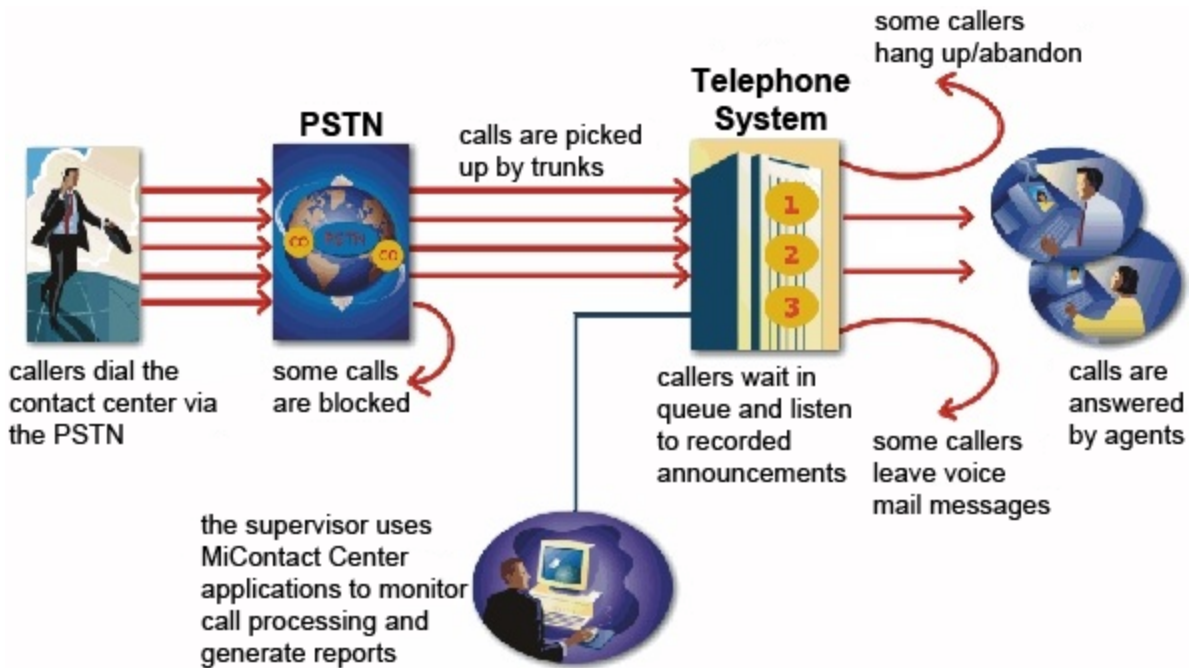 some callers
hang up/abandon
Telephone
System
PSTN
calls are picked
up by trunks
1
2
3
CO
PSTN
CO
callers dial the
contact center via
the PSTN
some calls
are blocked
callers wait in
queue and listen
to recorded
announcements
some callers
leave voice
mail messages
calls are
answered
by agents
the supervisor uses
MiContact Center
applications to monitor
call processing and
generate reports